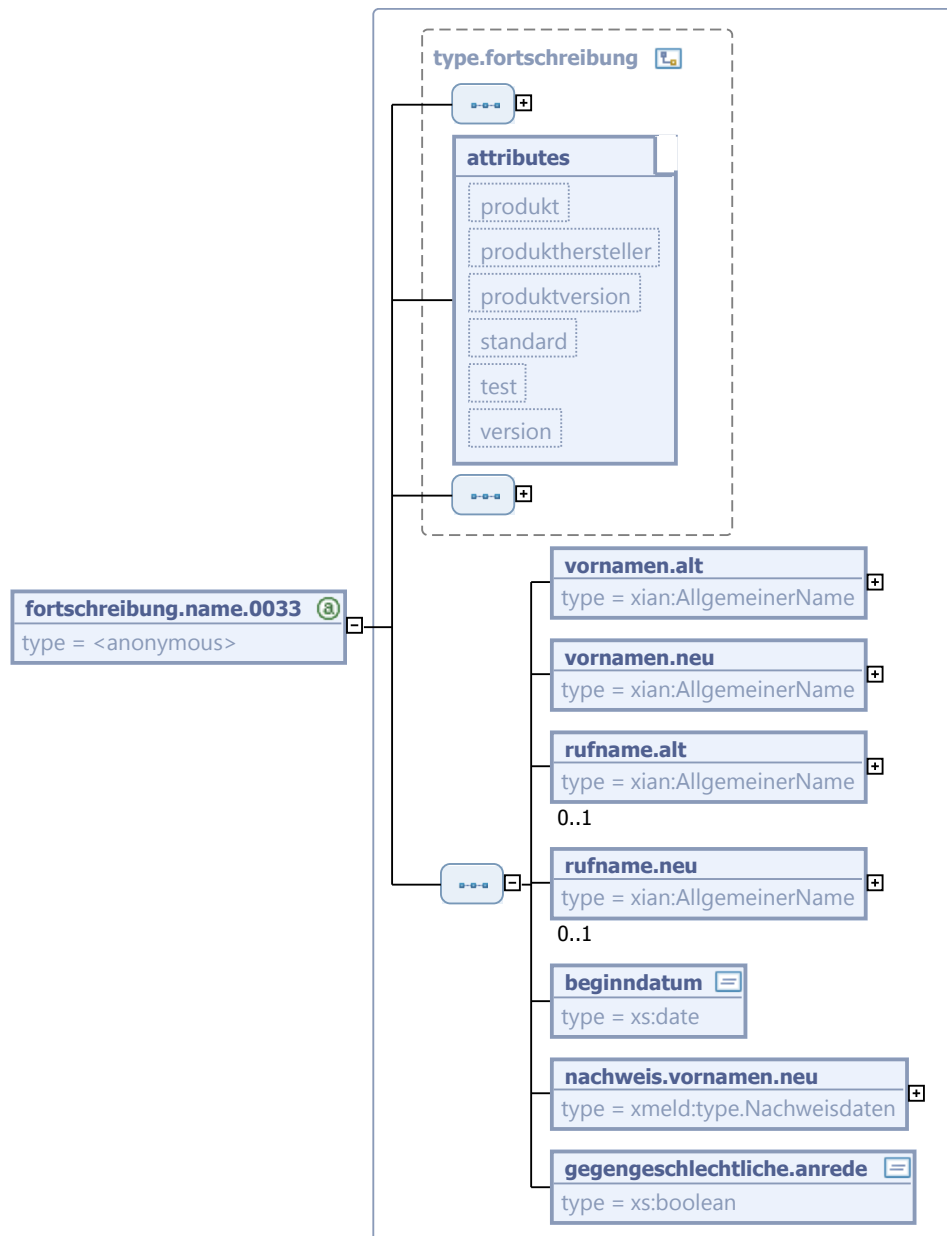 type.fortschreibung
attributes
produkt
produkthersteller
produktversion
standard
test
version
fortschreibung.name.0033
type = <anonymous>
vornamen.alt
type = xian:AllgemeinerName
vornamen.neu
type = xian:AllgemeinerName
rufname.alt
type = xian:AllgemeinerName
0..1
rufname.neu
type = xian:AllgemeinerName
0..1
beginndatum
type = xs:date
nachweis.vornamen.neu
type = xmeld:type.Nachweisdaten
gegengeschlechtliche.anrede
type = xs:boolean